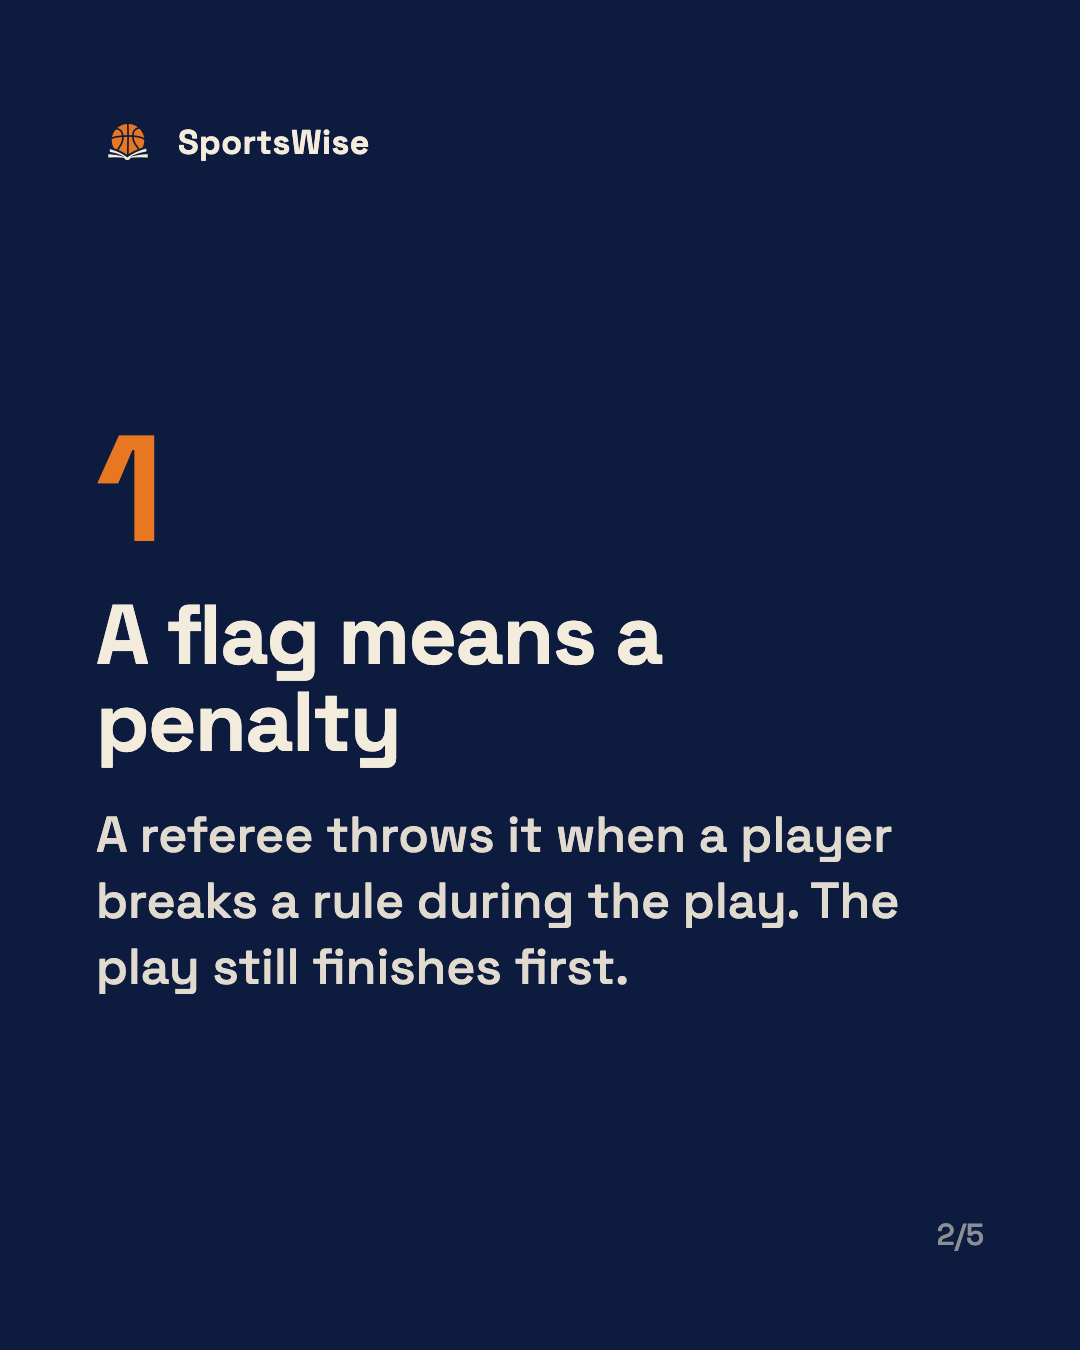 SportsWise
1
A flag means a
penalty
A referee throws it when a player
breaks a rule during the play. The
play still finishes first.
2/5